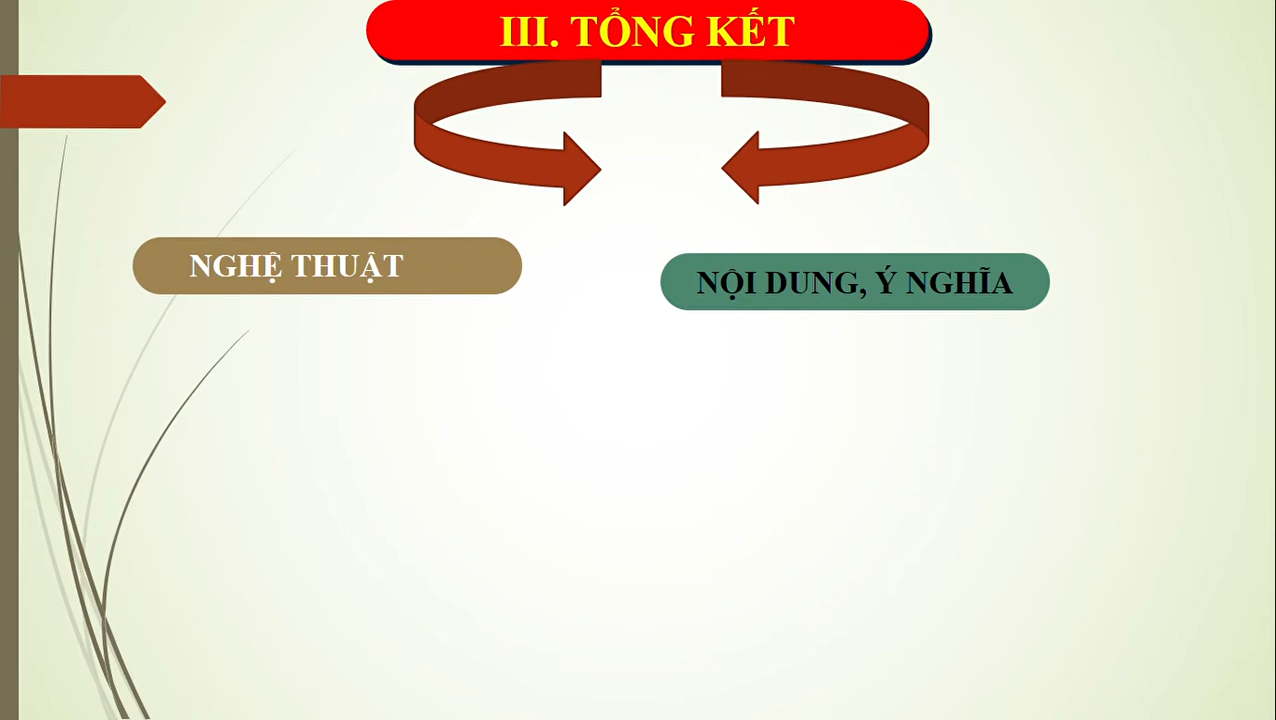 III. TỔNG KẾT
NGHỆ THUẬT
NỘI DUNG, Ý NGHĨA